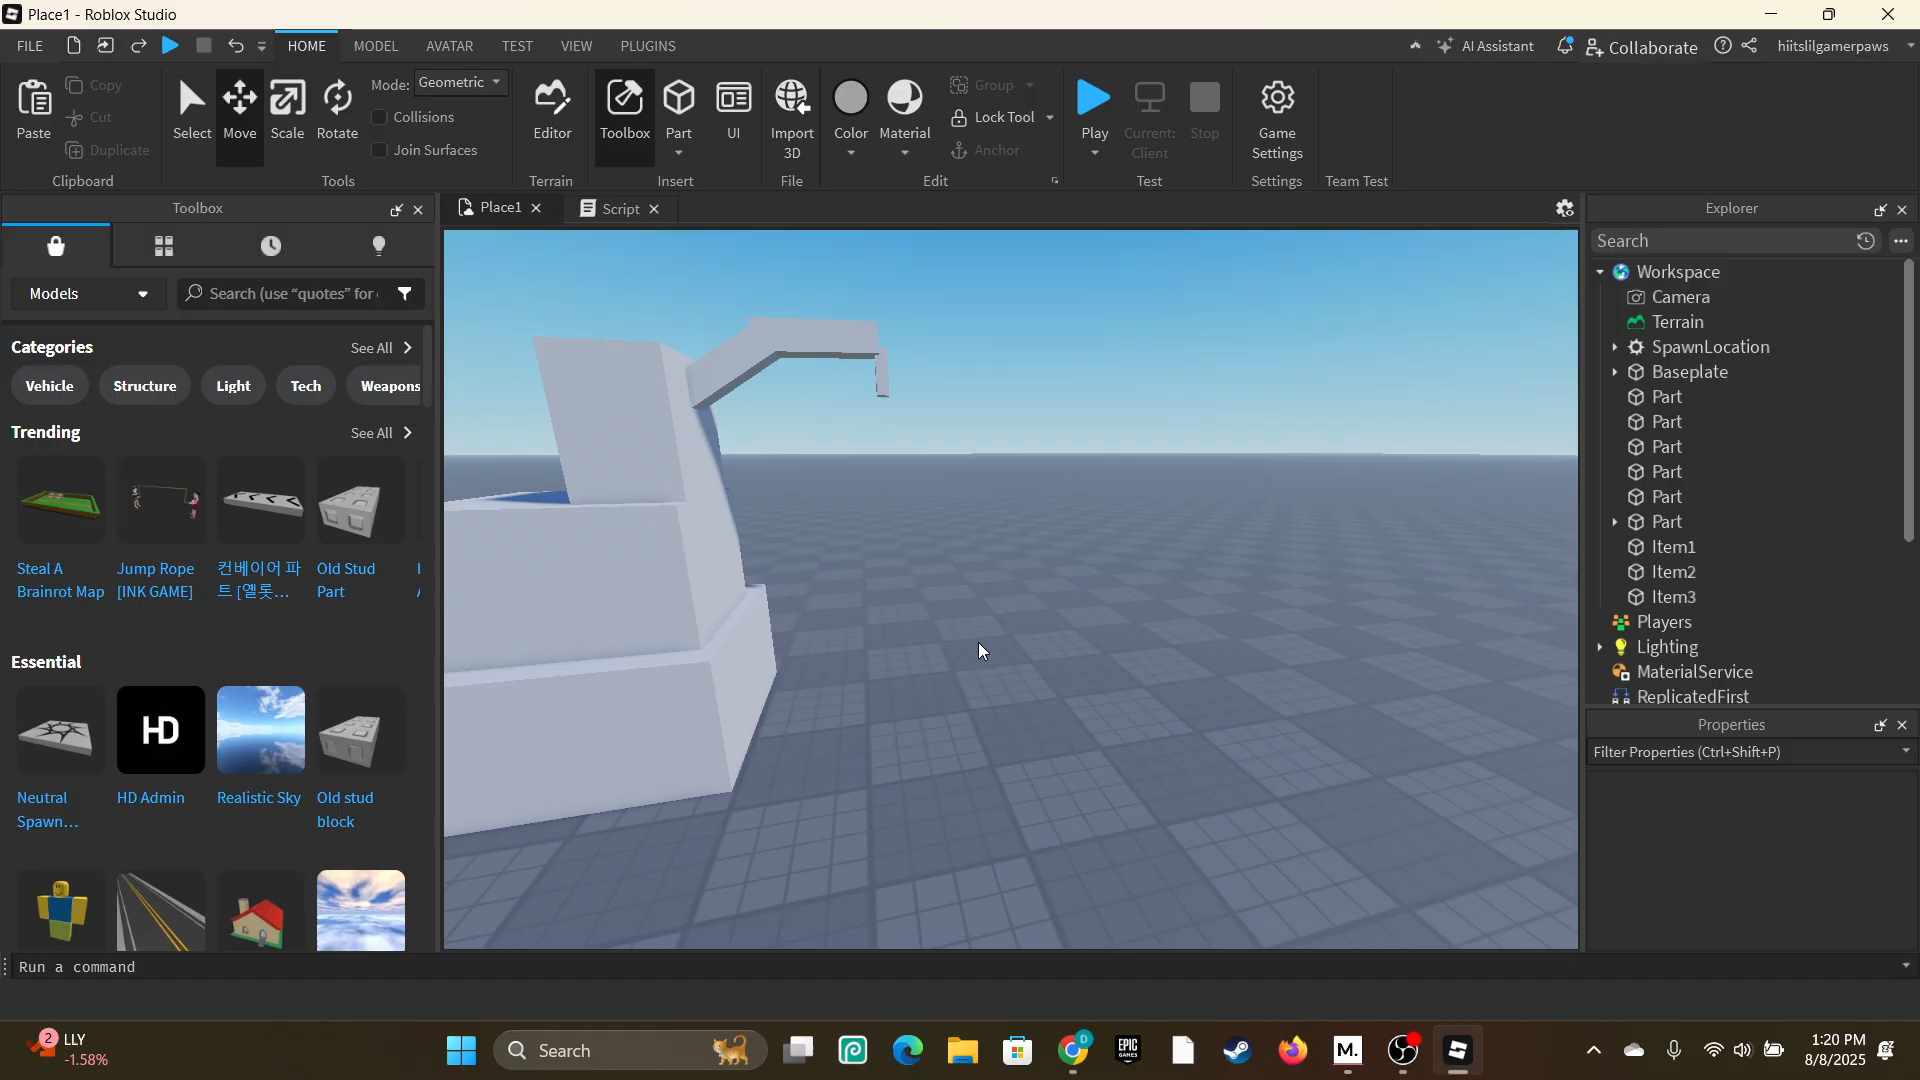 Place1 - Roblox Studio
FILE
HOME
MODEL
AVATAR
TEST
VIEW
PLUGINS
AI Assistant
Collaborate
hiitslilgamerpaws
Paste
Copy
Cut
Duplicate
Clipboard
Select
Move
Scale
Rotate
Mode: Geometric
Collisions
Join Surfaces
Tools
Editor
Terrain
Toolbox
Part
UI
Insert
Import
3D
File
Color
Material
Group
Lock Tool
Anchor
Edit
Play
Current:
Client
Stop
Test
Game
Settings
Settings
Team Test
Toolbox
Models
Search (use “quotes” for
Categories
See All
Vehicle
Structure
Light
Tech
Weapons
Trending
See All
Steal A
Brainrot Map
Jump Rope
[INK GAME]
컨베이어 파
트 [옐롯...
Old Stud
Part
Essential
Neutral
Spawn...
HD
HD Admin
Realistic Sky
Old stud
block
Place1
Script
Explorer
Search
Workspace
Camera
Terrain
SpawnLocation
Baseplate
Part
Part
Part
Part
Part
Part
Item1
Item2
Item3
Players
Lighting
MaterialService
ReplicatedFirst
Properties
Filter Properties (Ctrl+Shift+P)
Run a command
2
LLY
-1.58%
Search
D
EPIC
GAMES
M.
1:20 PM
8/8/2025